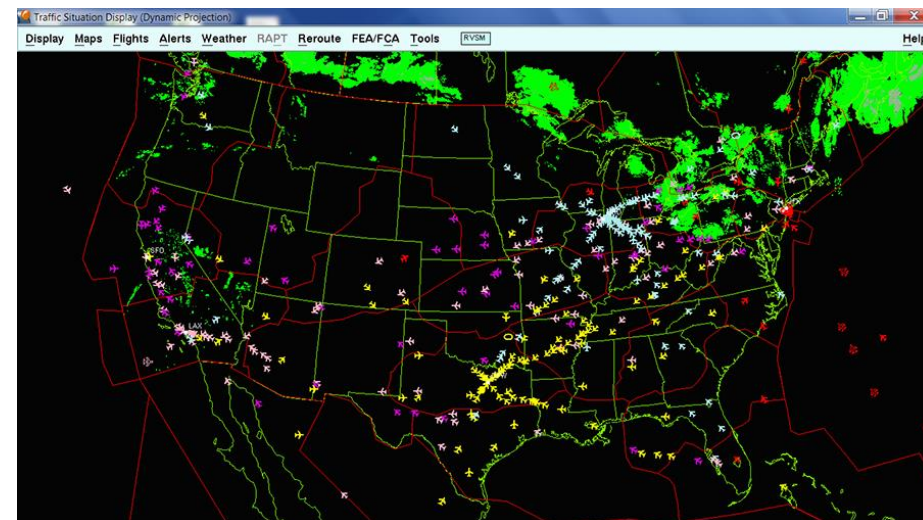 Traffic Situation Display (Dynamic Projection)
Display Maps Flights Alerts Weather RAPT Reroute FEA/FCA Tools RVSM Help
SFO
LAX